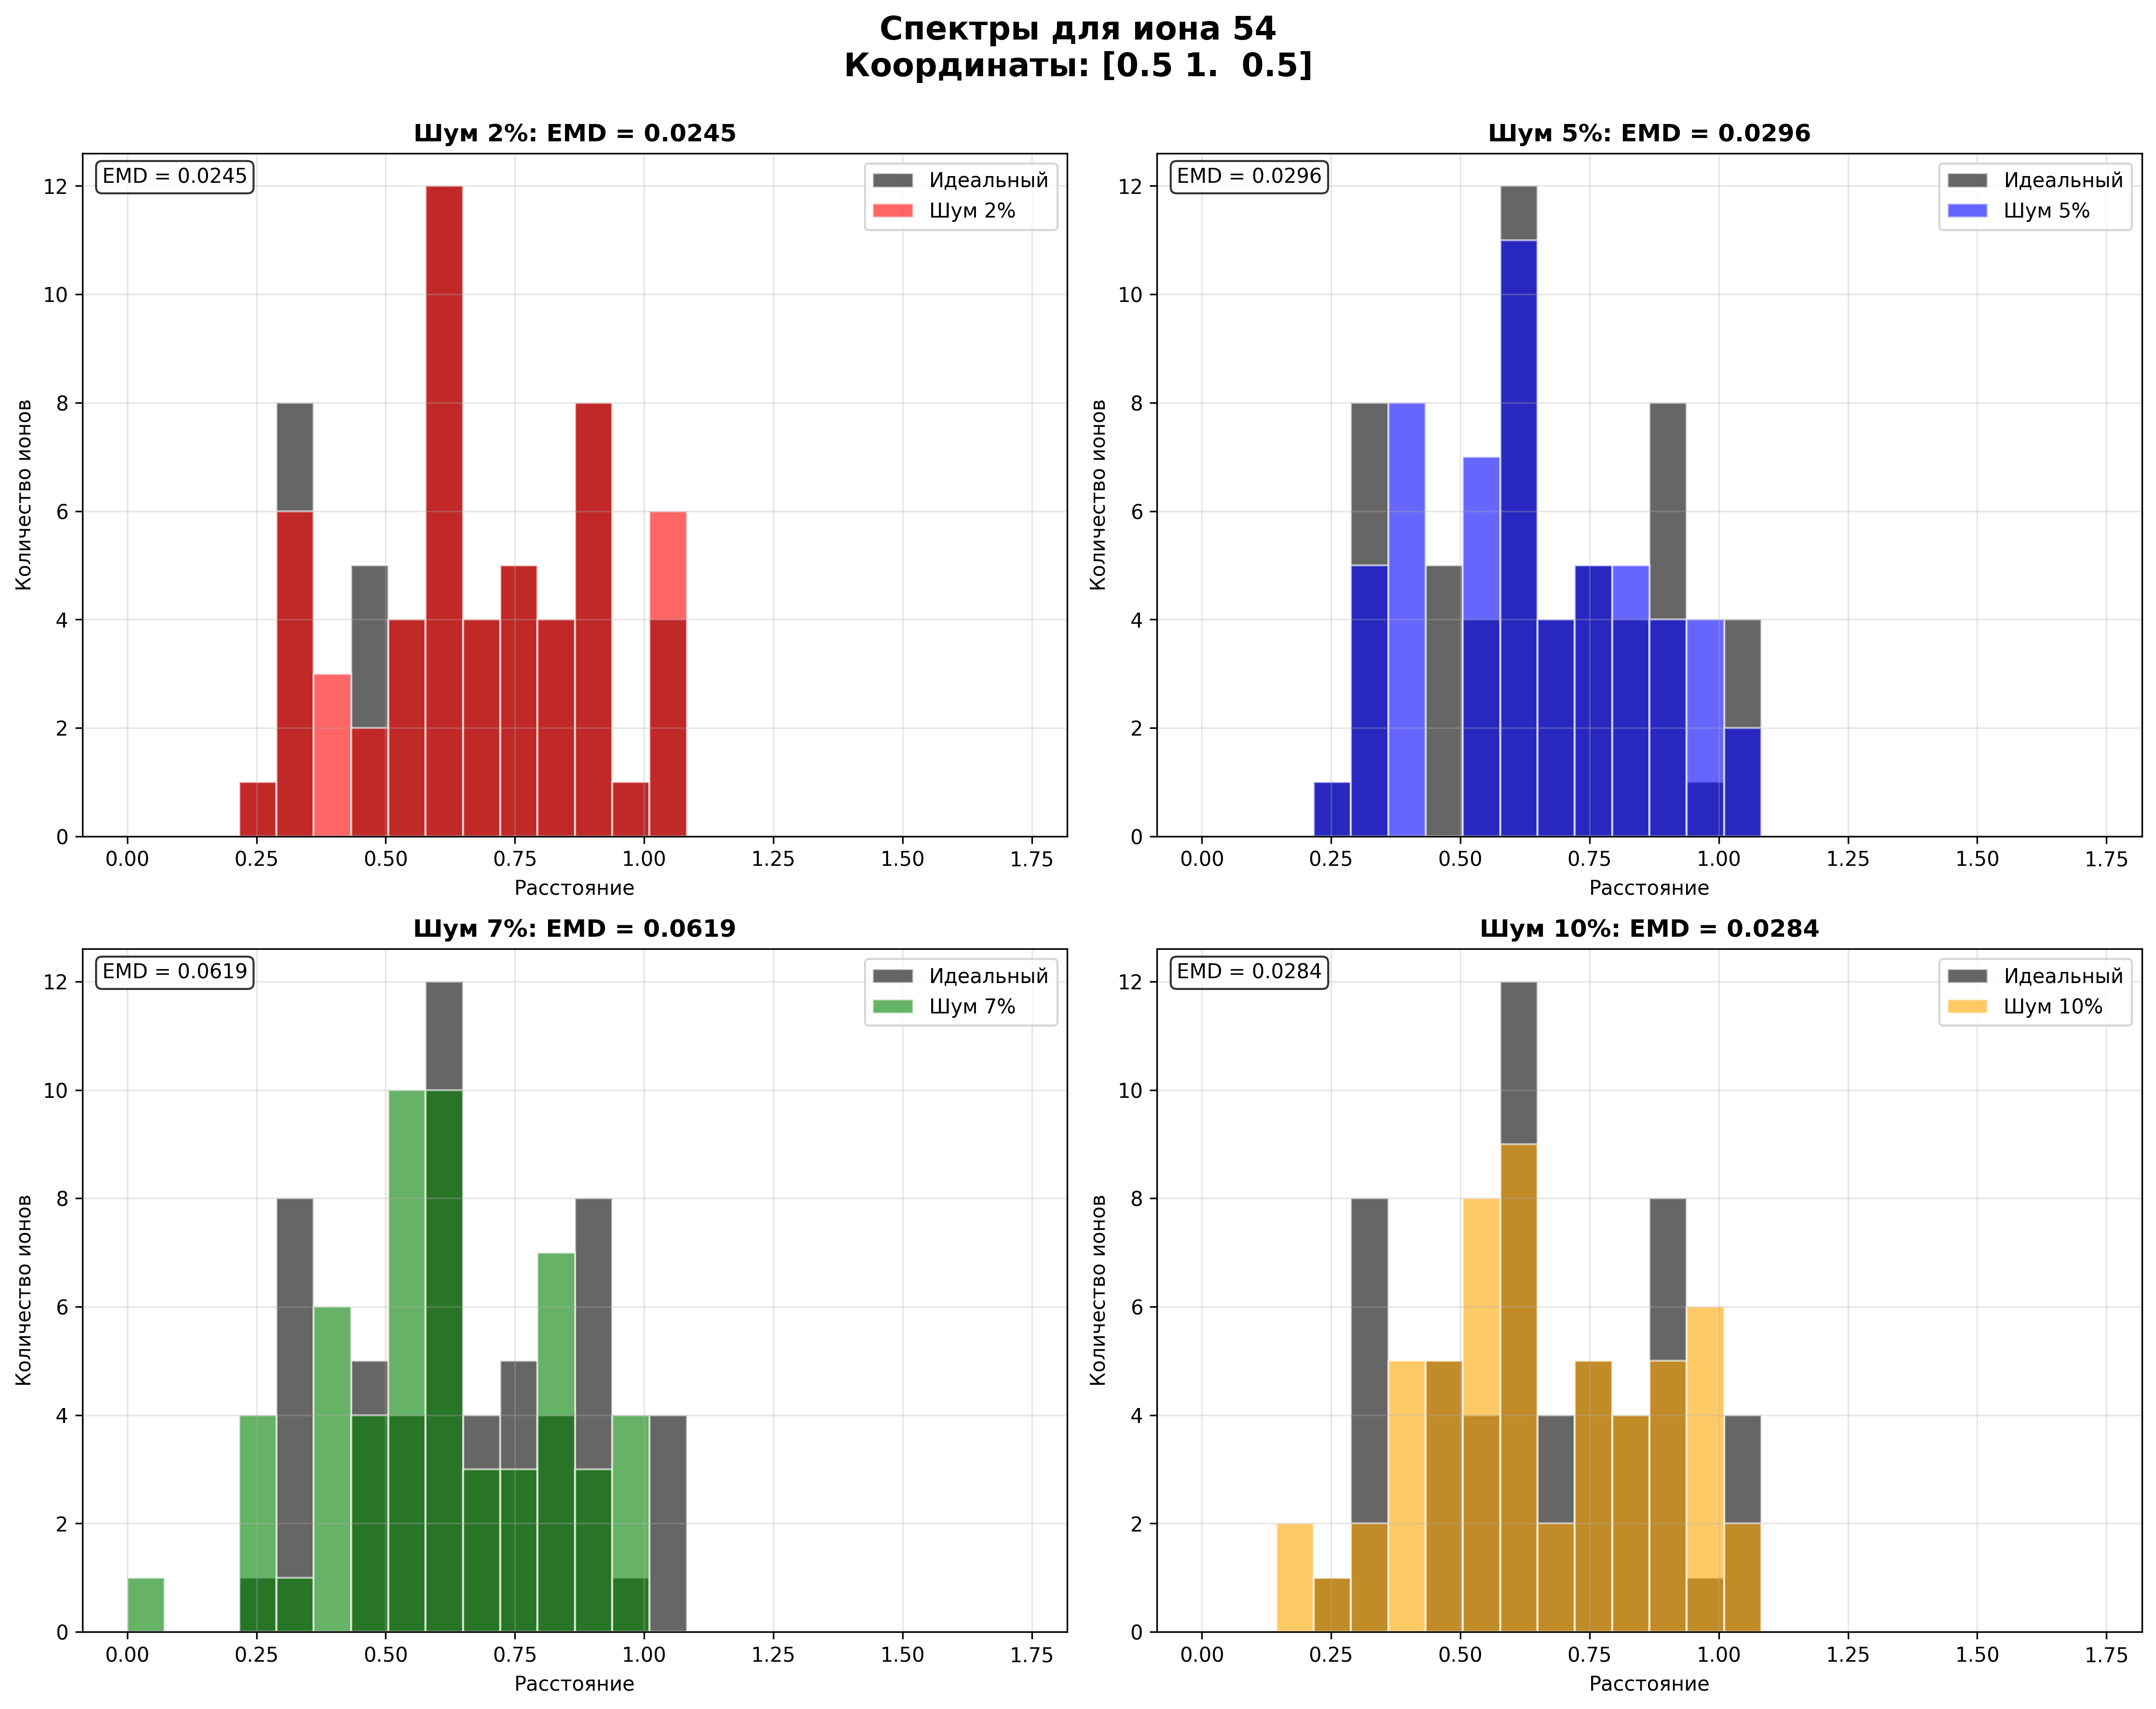 Спектры для иона 54
Координаты: [0.5 1.  0.5]
Шум 2%: EMD = 0.0245
EMD = 0.0245
Идеальный
Шум 2%
Количество ионов
12
10
8
6
4
2
0
0.00 0.25 0.50 0.75 1.00 1.25 1.50 1.75
Расстояние
Шум 5%: EMD = 0.0296
EMD = 0.0296
Идеальный
Шум 5%
Количество ионов
12
10
8
6
4
2
0
0.00 0.25 0.50 0.75 1.00 1.25 1.50 1.75
Расстояние
Шум 7%: EMD = 0.0619
EMD = 0.0619
Идеальный
Шум 7%
Количество ионов
12
10
8
6
4
2
0
0.00 0.25 0.50 0.75 1.00 1.25 1.50 1.75
Расстояние
Шум 10%: EMD = 0.0284
EMD = 0.0284
Идеальный
Шум 10%
Количество ионов
12
10
8
6
4
2
0
0.00 0.25 0.50 0.75 1.00 1.25 1.50 1.75
Расстояние